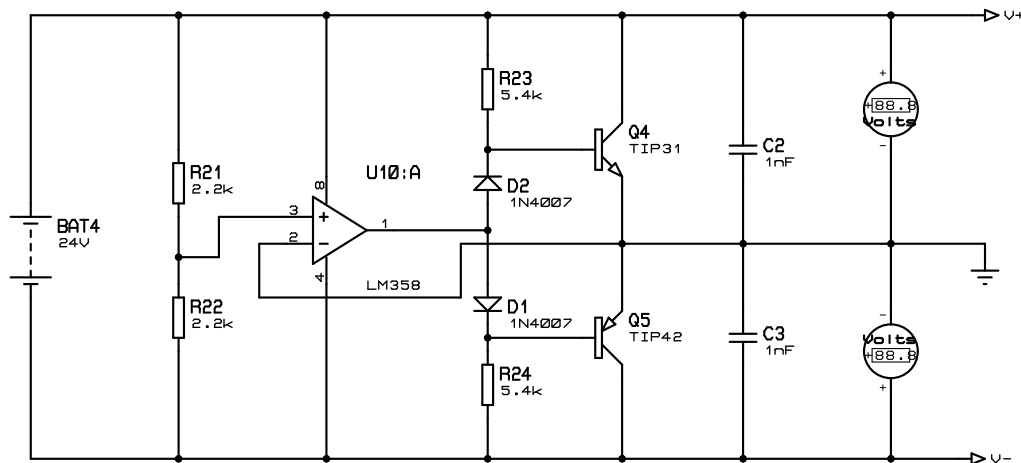 V+
R23
5.4k
+
+88.8
Volts
-
Q4
TIP31
C2
1nF
R21
2.2k
U10:A
8
D2
1N4007
BAT4
24V
3
+
1
2
-
4
LM358
R22
2.2k
D1
1N4007
Q5
TIP42
C3
1nF
-
Volts
+88.8
+
R24
5.4k
V-